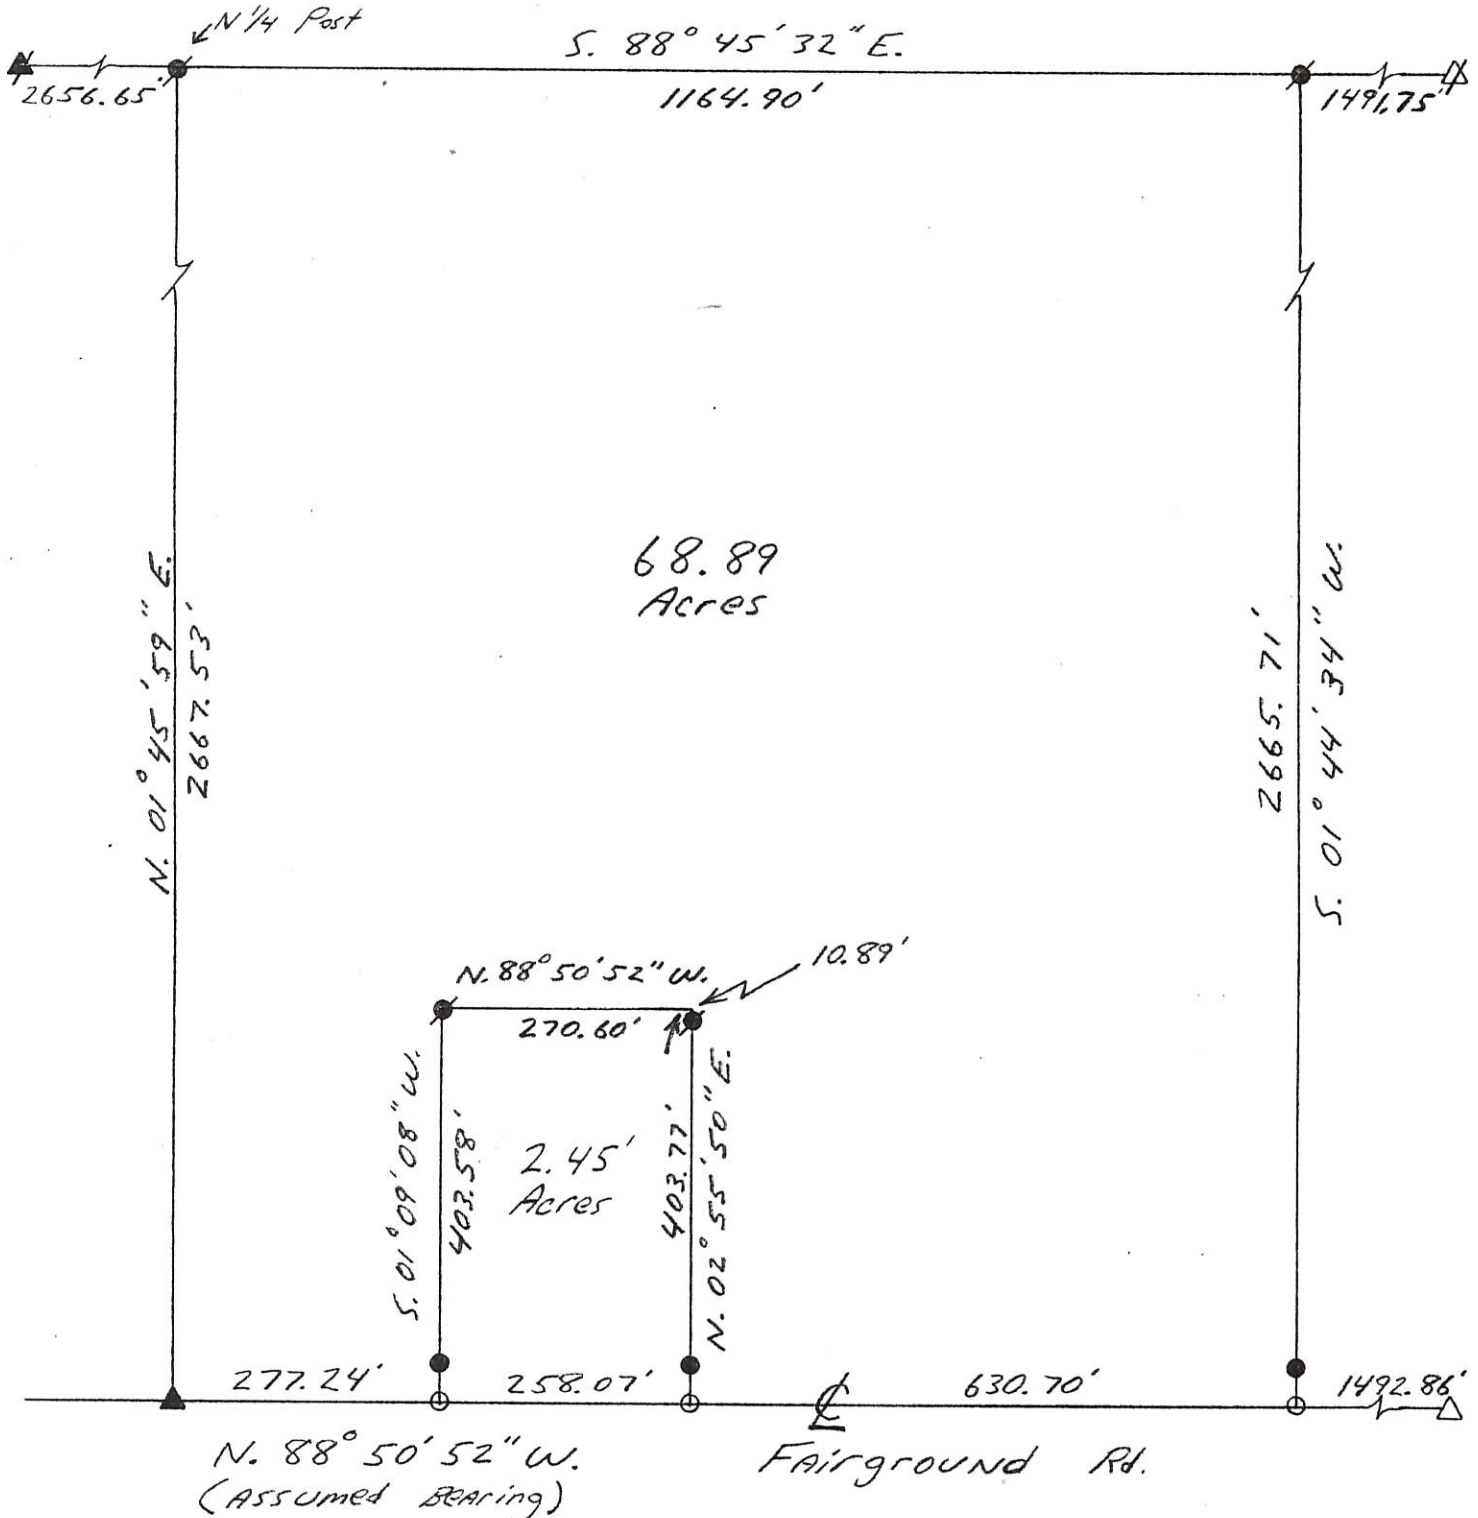 N 1/4 Post
S. 88° 45' 32" E.
2656.65'
1164.90'
1491.75'
68.89
Acres
N. 01° 45' 59" E.
2667.53'
2665.71'
S. 01° 44' 34" W.
10.89'
N. 88° 50' 52" W.
270.60'
S. 01° 09' 08" W.
403.58'
2.45'
Acres
403.77'
N. 02° 55' 50" E.
277.24'
258.07'
℄
630.70'
1492.86'
N. 88° 50' 52" W.
(Assumed Bearing)
Fairground Rd.